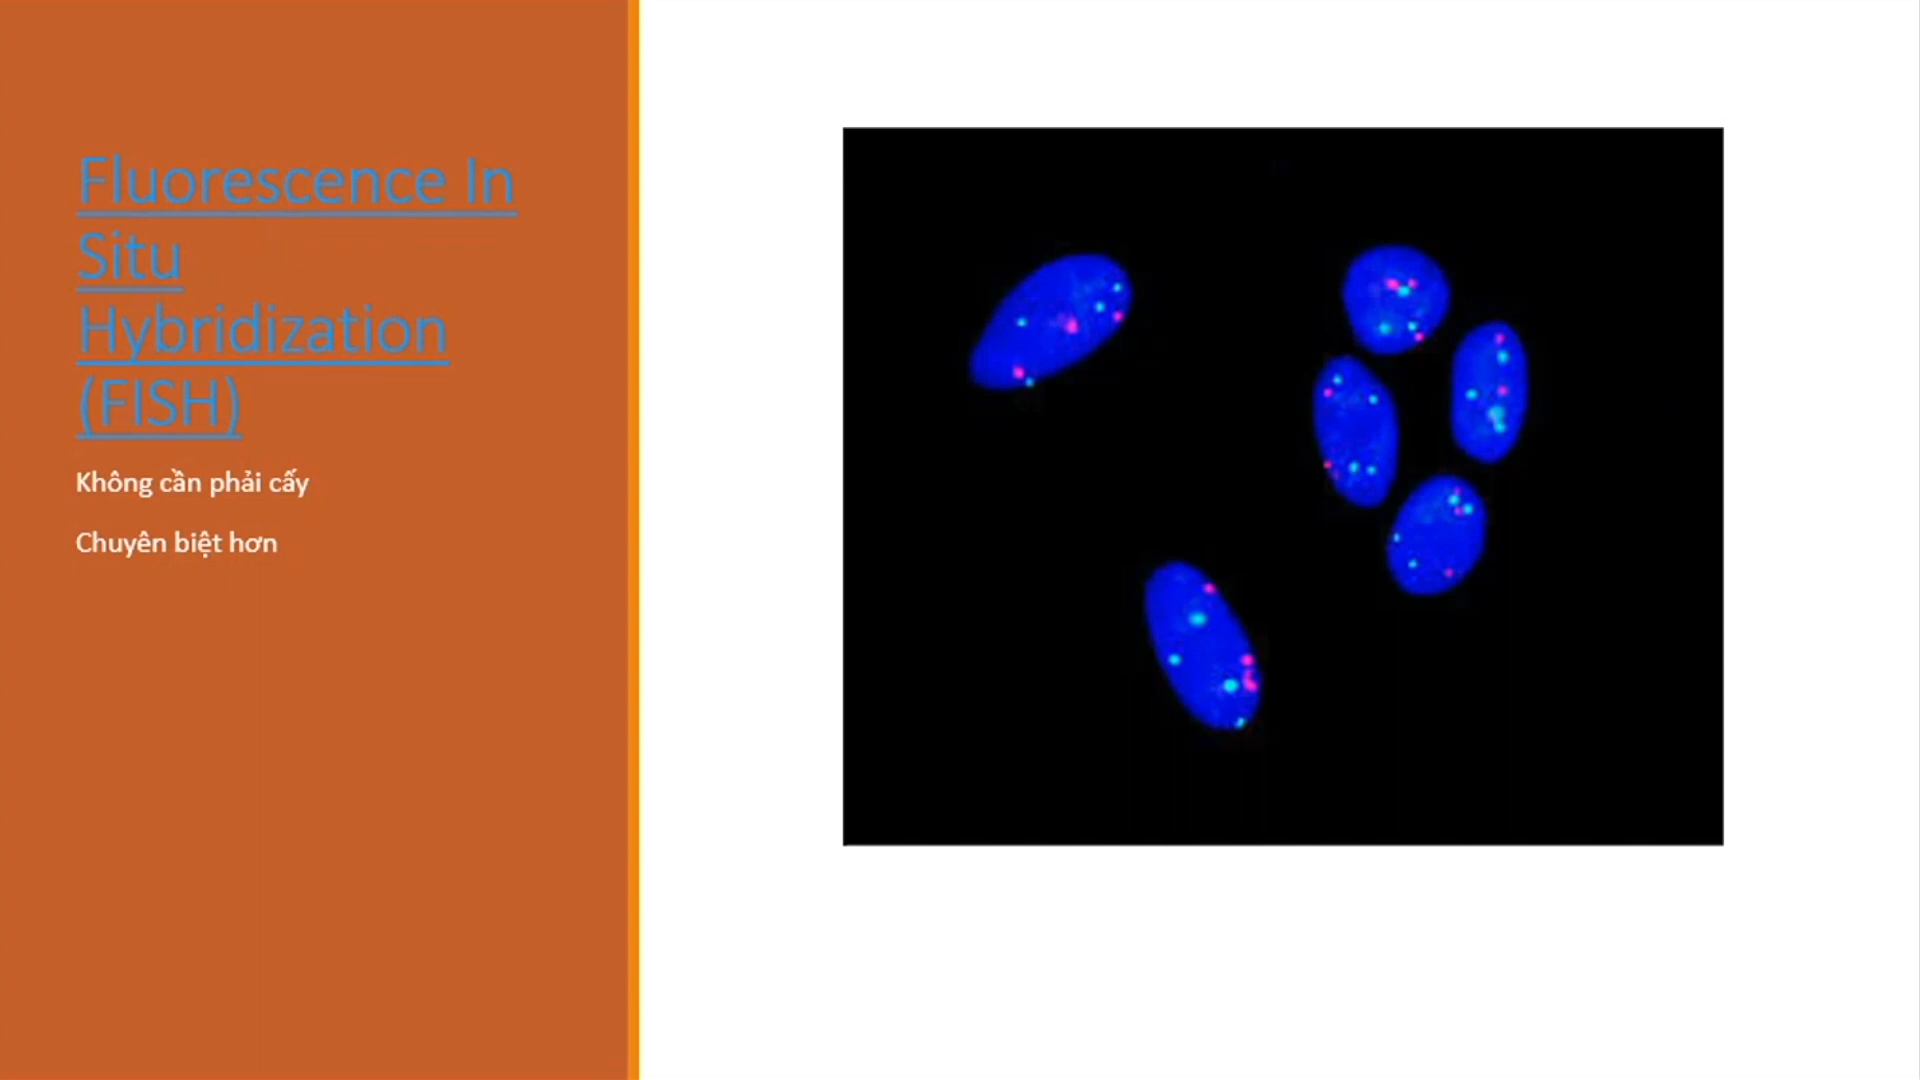 Fluorescence In
Situ
Hybridization
(FISH)
Không cần phải cấy
Chuyên biệt hơn